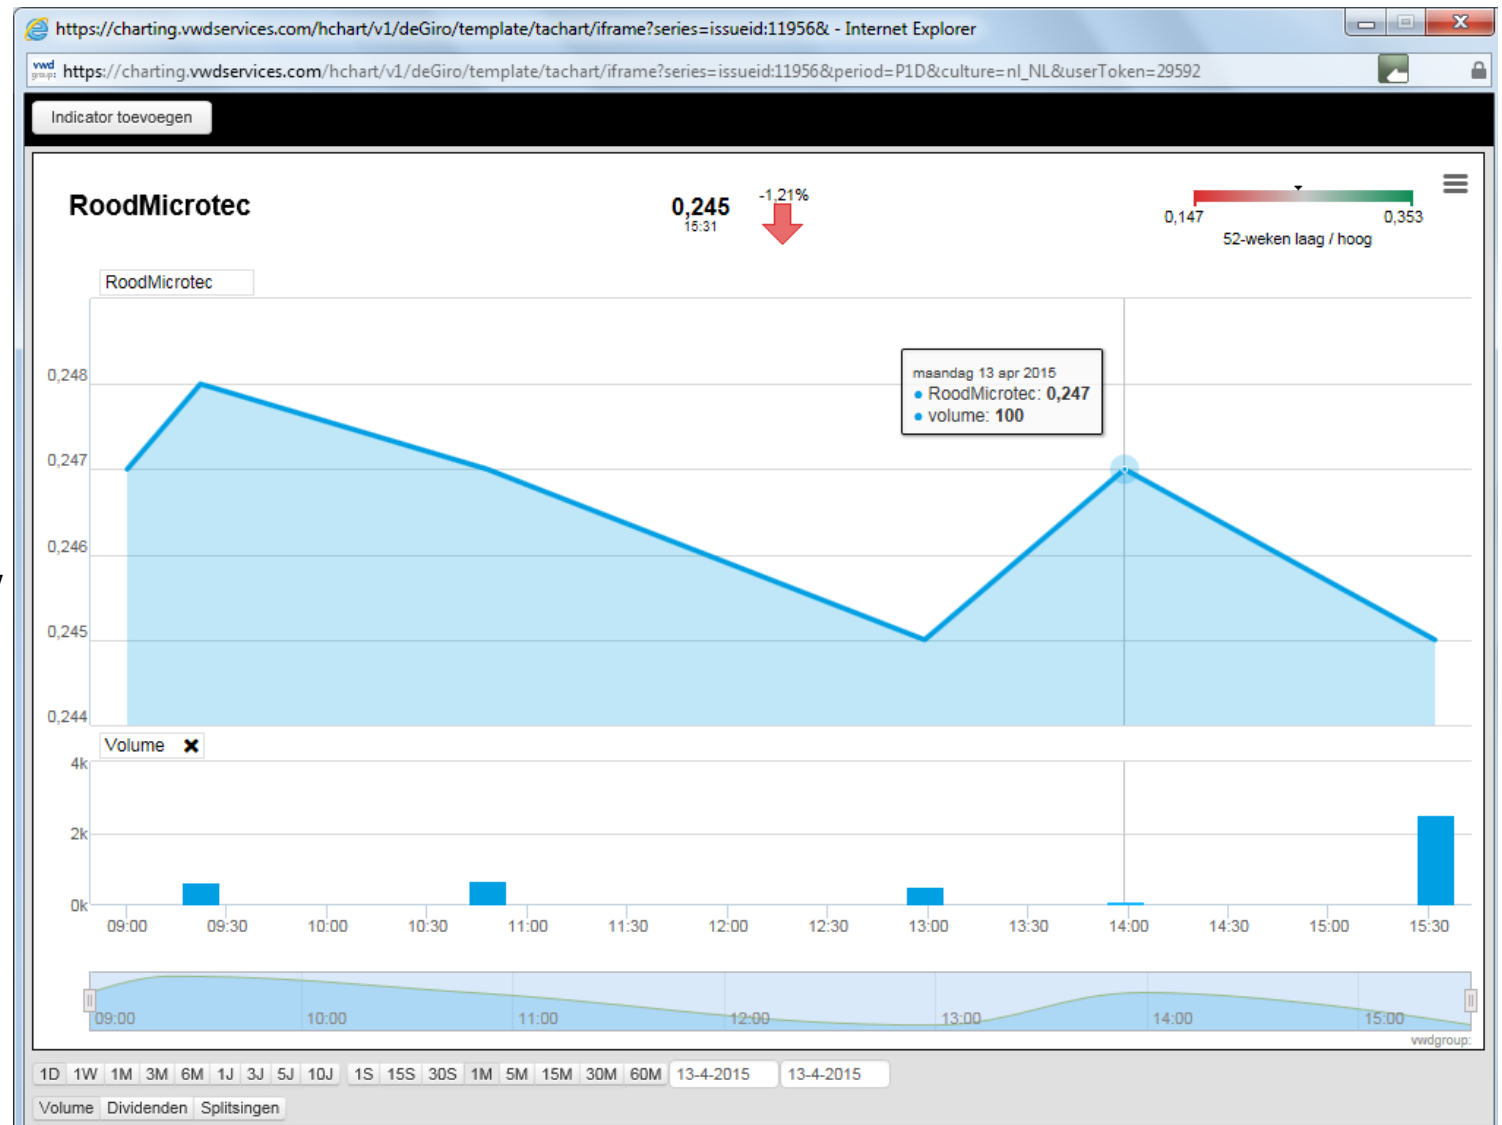 https://charting.vwdservices.com/hchart/v1/deGiro/template/tachart/iframe?series=issueid:11956& - Internet Explorer
vwd group: https://charting.vwdservices.com/hchart/v1/deGiro/template/tachart/iframe?series=issueid:11956&period=P1D&culture=nl_NL&userToken=29592
Indicator toevoegen
RoodMicrotec
0,245
15:31
-1,21%
0,147 0,353
52-weken laag / hoog
RoodMicrotec
0,248
maandag 13 apr 2015
• RoodMicrotec: 0,247
• volume: 100
0,247
0,246
0,245
0,244
Volume ✖
4k
2k
0k
09:00 09:30 10:00 10:30 11:00 11:30 12:00 12:30 13:00 13:30 14:00 14:30 15:00 15:30
09:00 10:00 11:00 12:00 13:00 14:00 15:00
vwdgroup:
1D 1W 1M 3M 6M 1J 3J 5J 10J 1S 15S 30S 1M 5M 15M 30M 60M 13-4-2015 13-4-2015
Volume Dividenden Splitsingen